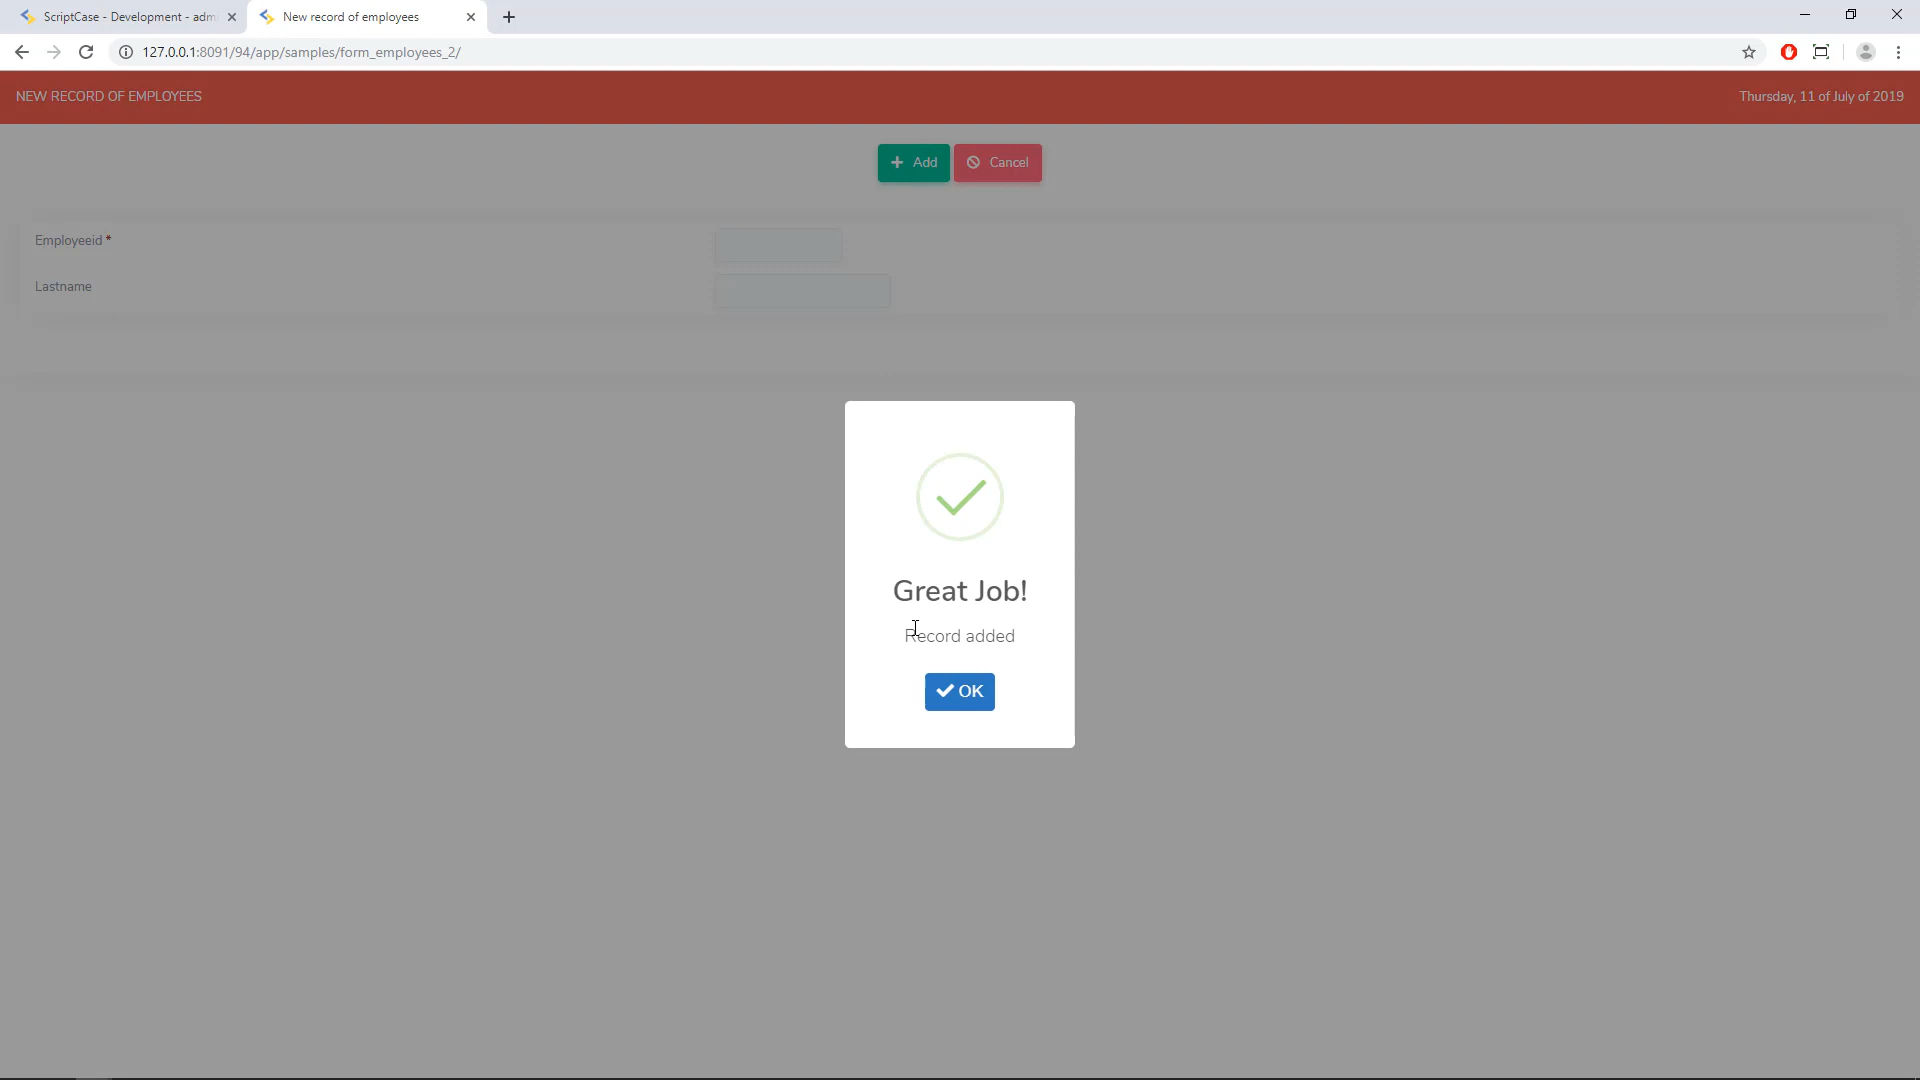 ScriptCase - Development - adm
New record of employees
127.0.0.1:8091/94/app/samples/form_employees_2/
NEW RECORD OF EMPLOYEES
Thursday, 11 of July of 2019
Add
Cancel
Employeeid *
Lastname
Great Job!
Record added
OK